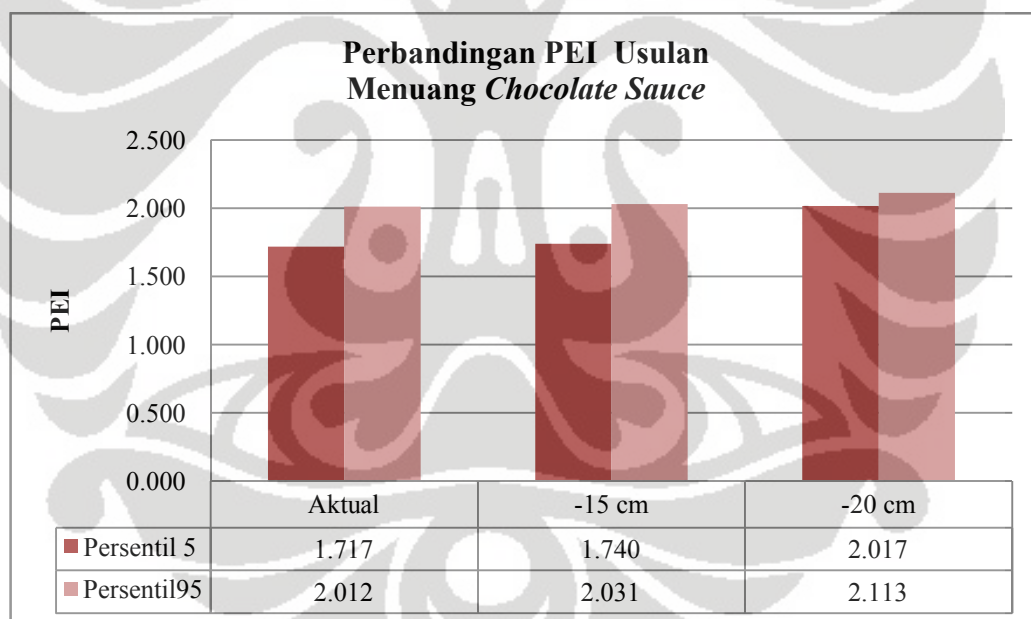 Perbandingan PEI Usulan
Menuang Chocolate Sauce
PEI
2.500
2.000
1.500
1.000
0.500
0.000
Aktual -15 cm -20 cm
Persentil 5 1.717 1.740 2.017
Persentil95 2.012 2.031 2.113